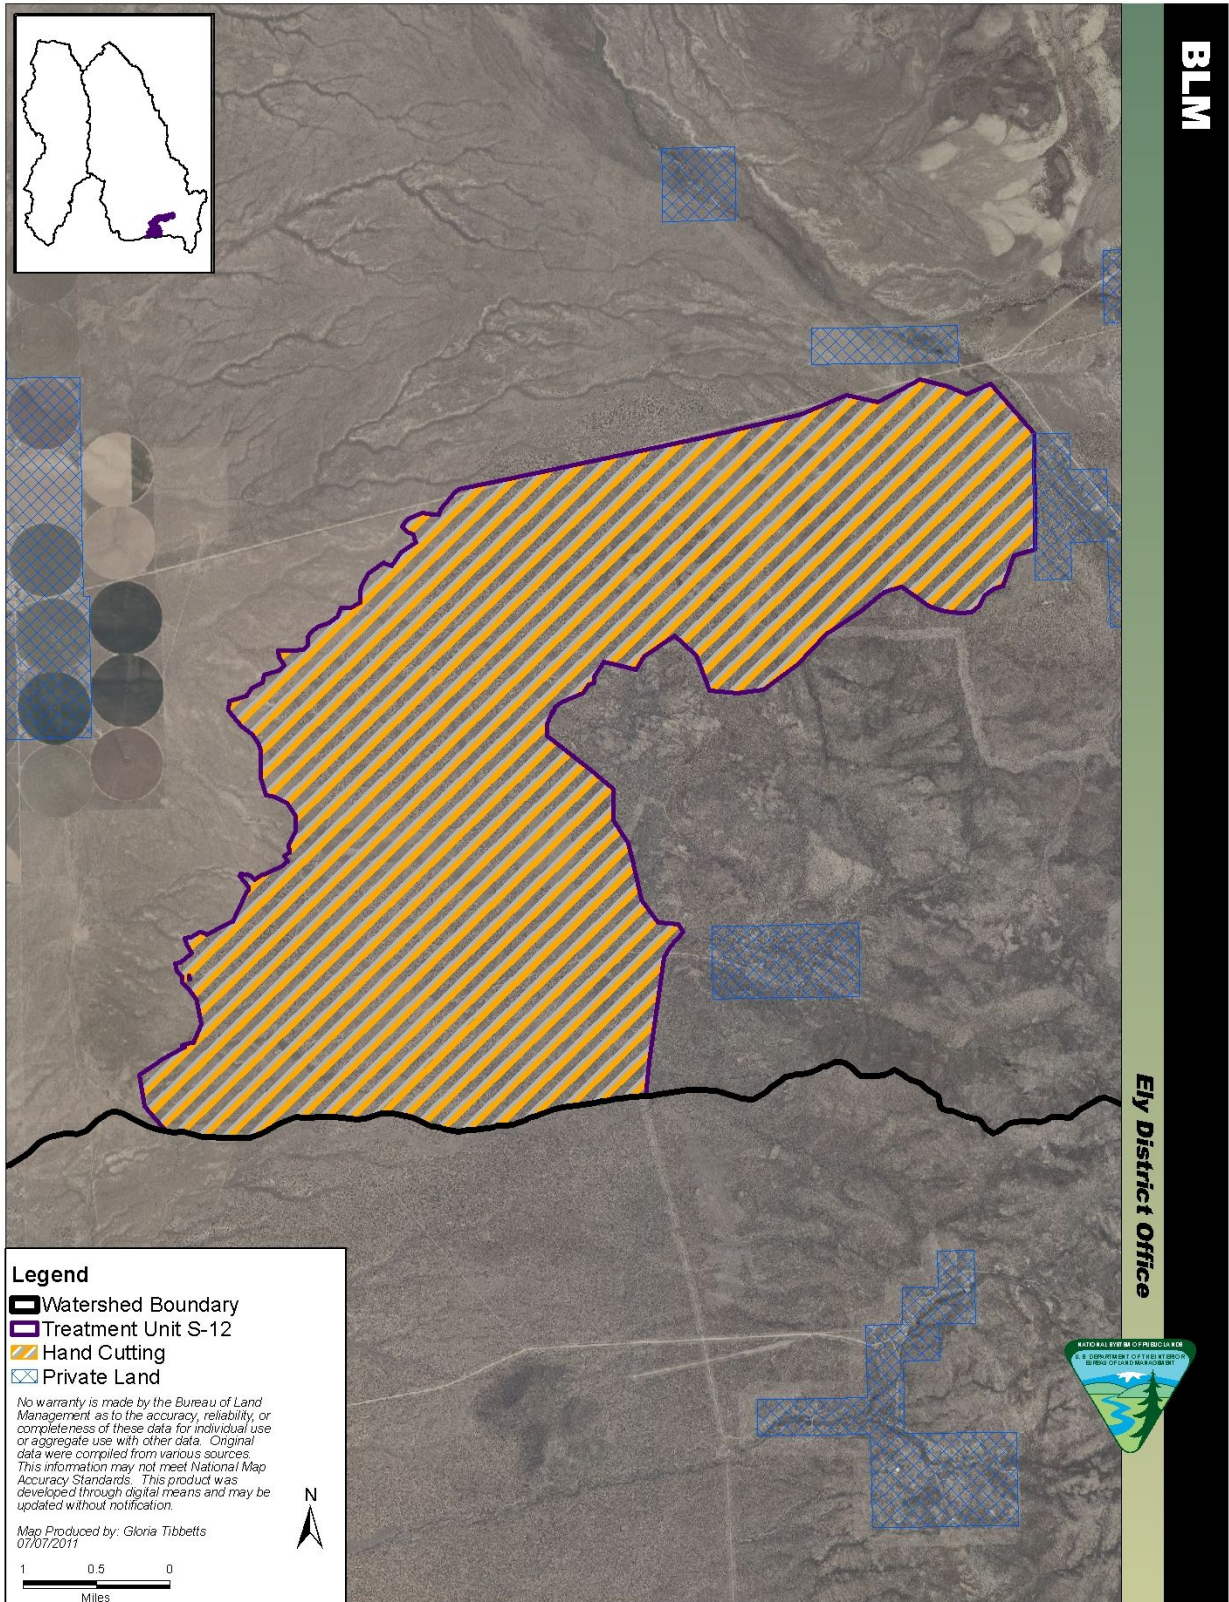 BLM
Ely District Office
NATIONAL SYSTEM OF PUBLIC LANDS
U.S. DEPARTMENT OF THE INTERIOR
BUREAU OF LAND MANAGEMENT
Legend
Watershed Boundary
Treatment Unit S-12
Hand Cutting
Private Land
No warranty is made by the Bureau of Land
Management as to the accuracy, reliability, or
completeness of these data for individual use
or aggregate use with other data. Original
data were compiled from various sources.
This information may not meet National Map
Accuracy Standards. This product was
developed through digital means and may be
updated without notification.
Map Produced by: Gloria Tibbetts
07/07/2011
N
1 0.5 0
Miles